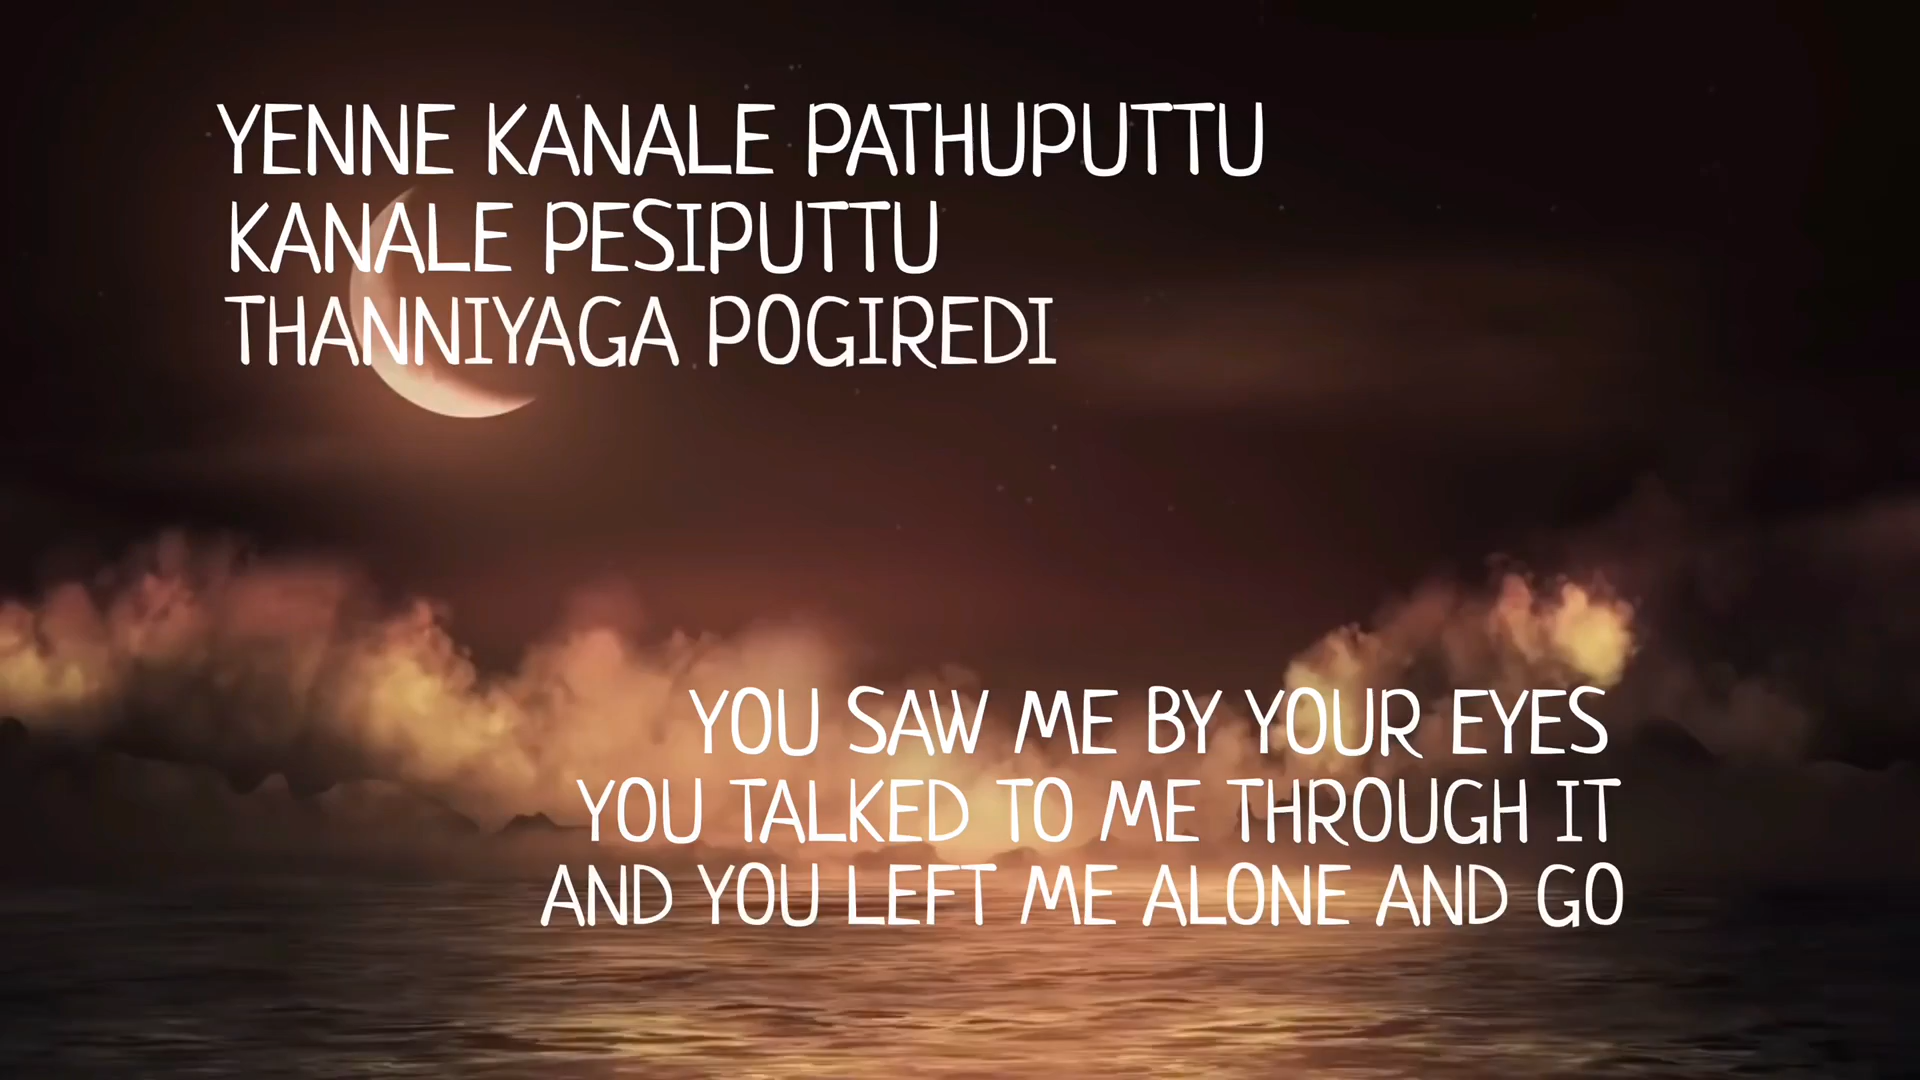 YENNE KANALE PATHUPUTTU
KANALE PESIPUTTU
THANNIYAGA POGIREDI
YOU SAW ME BY YOUR EYES
YOU TALKED TO ME THROUGH IT
AND YOU LEFT ME ALONE AND GO